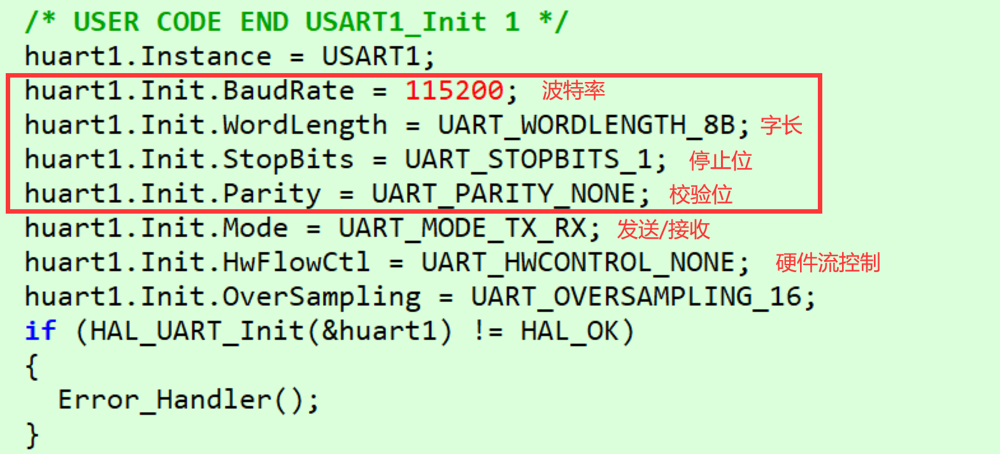 /* USER CODE END USART1_Init 1 */
huart1.Instance = USART1;
huart1.Init.BaudRate = 115200; 波特率
huart1.Init.WordLength = UART_WORDLENGTH_8B; 字长
huart1.Init.StopBits = UART_STOPBITS_1; 停止位
huart1.Init.Parity = UART_PARITY_NONE; 校验位
huart1.Init.Mode = UART_MODE_TX_RX; 发送/接收
huart1.Init.HwFlowCtl = UART_HWCONTROL_NONE; 硬件流控制
huart1.Init.OverSampling = UART_OVERSAMPLING_16;
if (HAL_UART_Init(&huart1) != HAL_OK)
{
  Error_Handler();
}